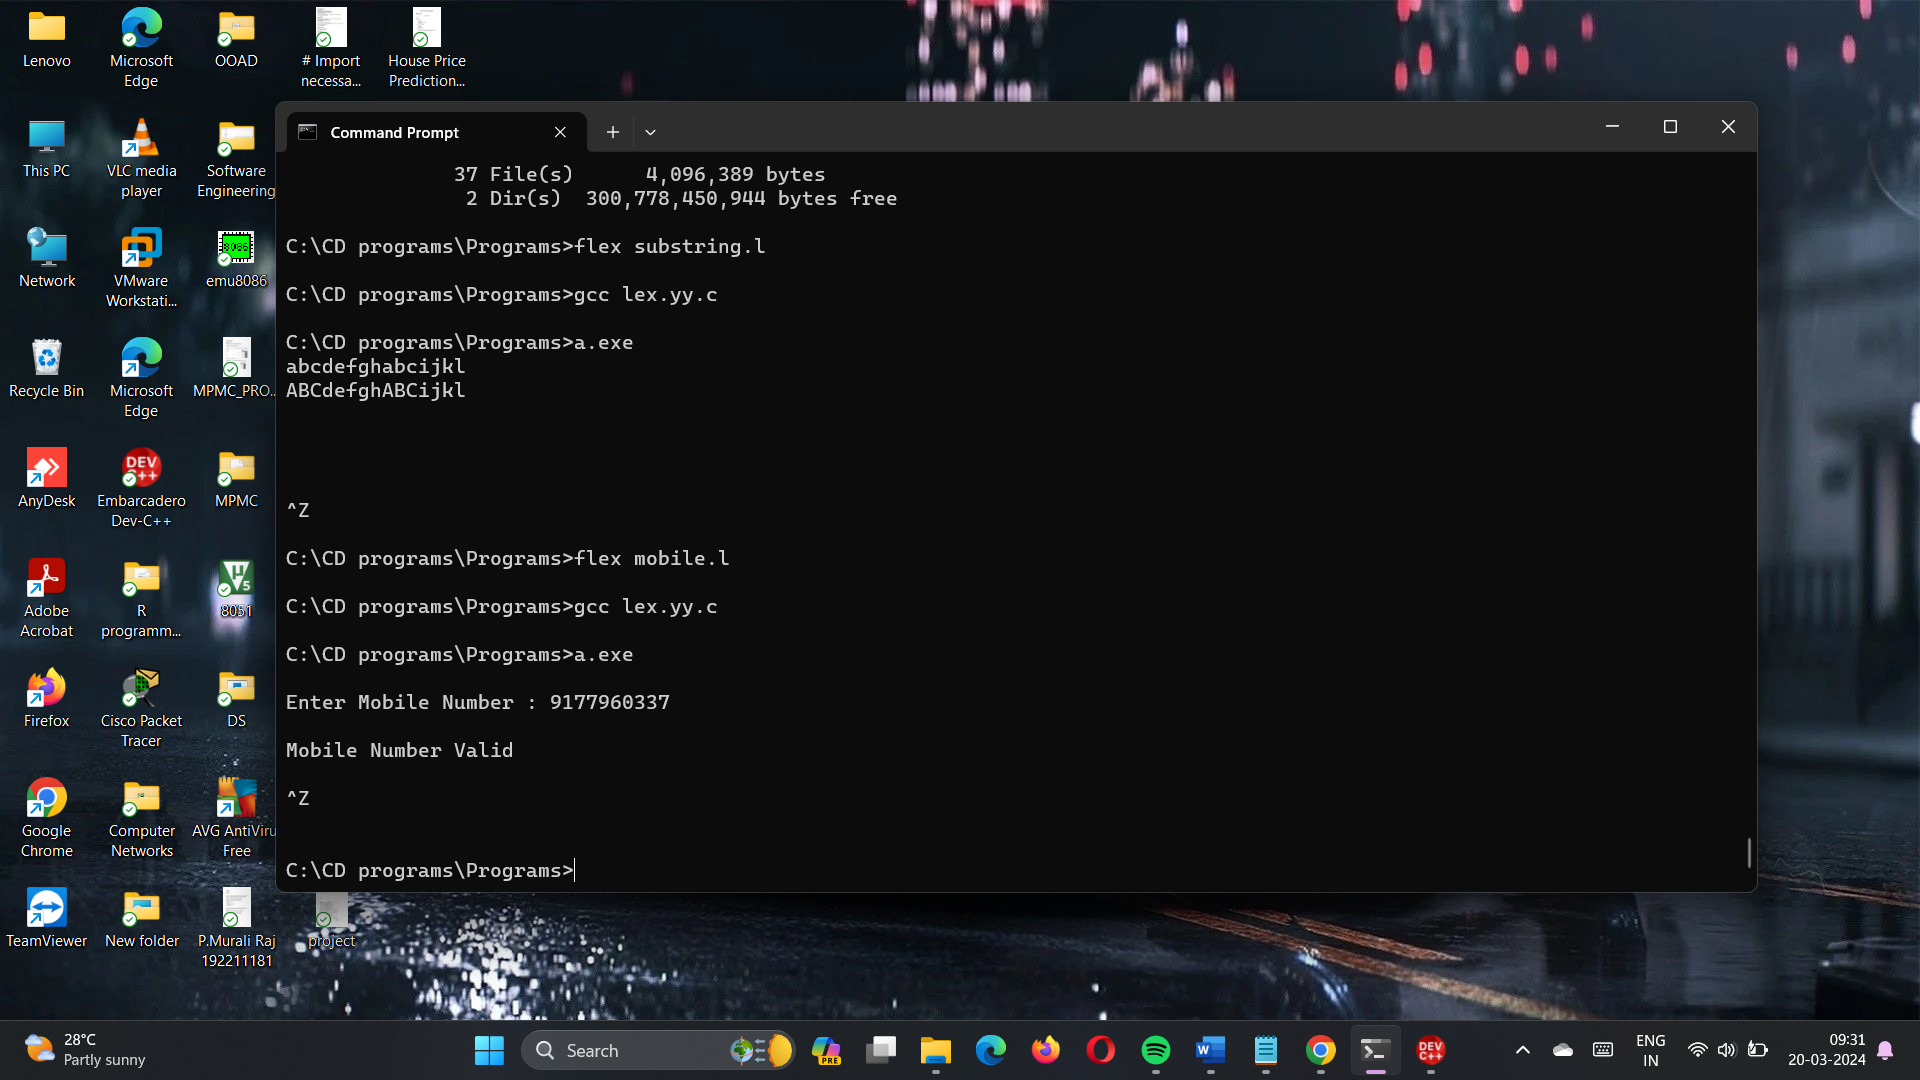 Lenovo
Microsoft
Edge
OOAD
# Import
necessa...
House Price
Prediction...
This PC
VLC media
player
Software
Engineering
Network
VMware
Workstati...
8086
emu8086
Recycle Bin
Microsoft
Edge
MPMC_PRO...
AnyDesk
DEV
C++
Embarcadero
Dev-C++
MPMC
Adobe
Acrobat
R
programm...
8051
Firefox
Cisco Packet
Tracer
DS
Google
Chrome
Computer
Networks
AVG AntiViru
Free
TeamViewer
New folder
P.Murali Raj
192211181
project
Command Prompt
37 File(s)      4,096,389 bytes
2 Dir(s)  300,778,450,944 bytes free
C:\CD programs\Programs>flex substring.l
C:\CD programs\Programs>gcc lex.yy.c
C:\CD programs\Programs>a.exe
abcdefghabcijkl
ABCdefghABCijkl
^Z
C:\CD programs\Programs>flex mobile.l
C:\CD programs\Programs>gcc lex.yy.c
C:\CD programs\Programs>a.exe
Enter Mobile Number : 9177960337
Mobile Number Valid
^Z
C:\CD programs\Programs>
28°C
Partly sunny
Search
PRE
DEV
C++
ENG
IN
09:31
20-03-2024